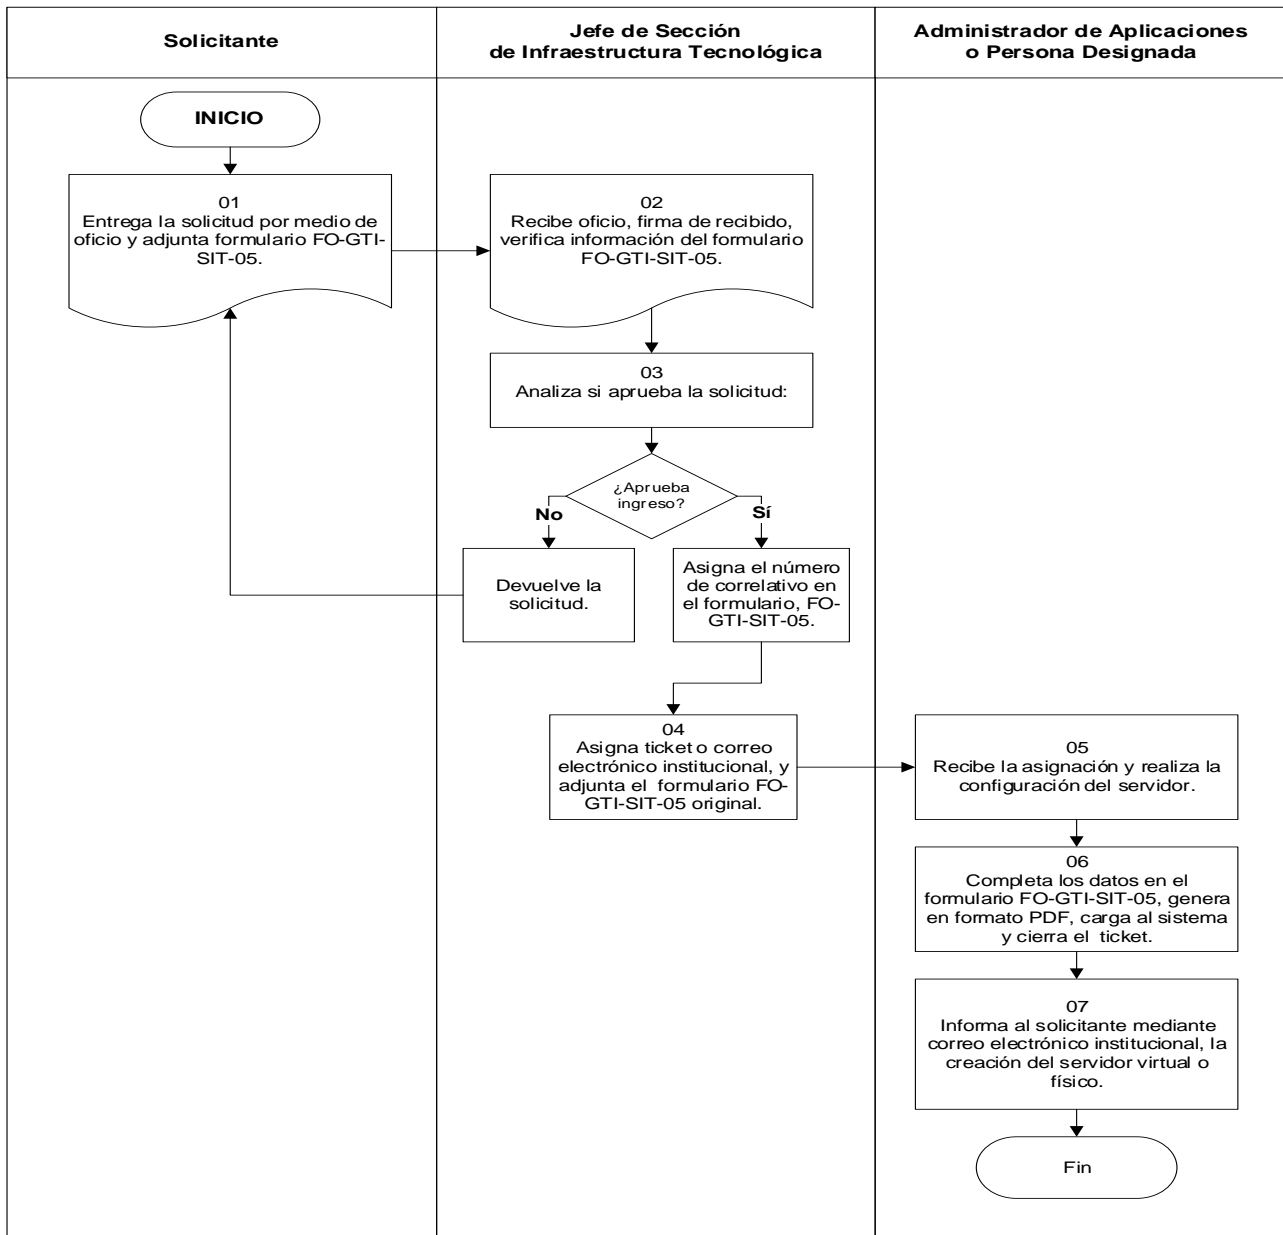 Solicitante
Jefe de Sección
de Infraestructura Tecnológica
Administrador de Aplicaciones
o Persona Designada
INICIO
01
Entrega la solicitud por medio de
oficio y adjunta formulario FO-GTI-
SIT-05.
02
Recibe oficio, firma de recibido,
verifica información del formulario
FO-GTI-SIT-05.
03
Analiza si aprueba la solicitud:
¿Aprueba
ingreso?
No
Sí
Devuelve la
solicitud.
Asigna el número
de correlativo en
el formulario, FO-
GTI-SIT-05.
04
Asigna ticket o correo
electrónico institucional, y
adjunta el formulario FO-
GTI-SIT-05 original.
05
Recibe la asignación y realiza la
configuración del servidor.
06
Completa los datos en el
formulario FO-GTI-SIT-05, genera
en formato PDF, carga al sistema
y cierra el ticket.
07
Informa al solicitante mediante
correo electrónico institucional, la
creación del servidor virtual o
físico.
Fin